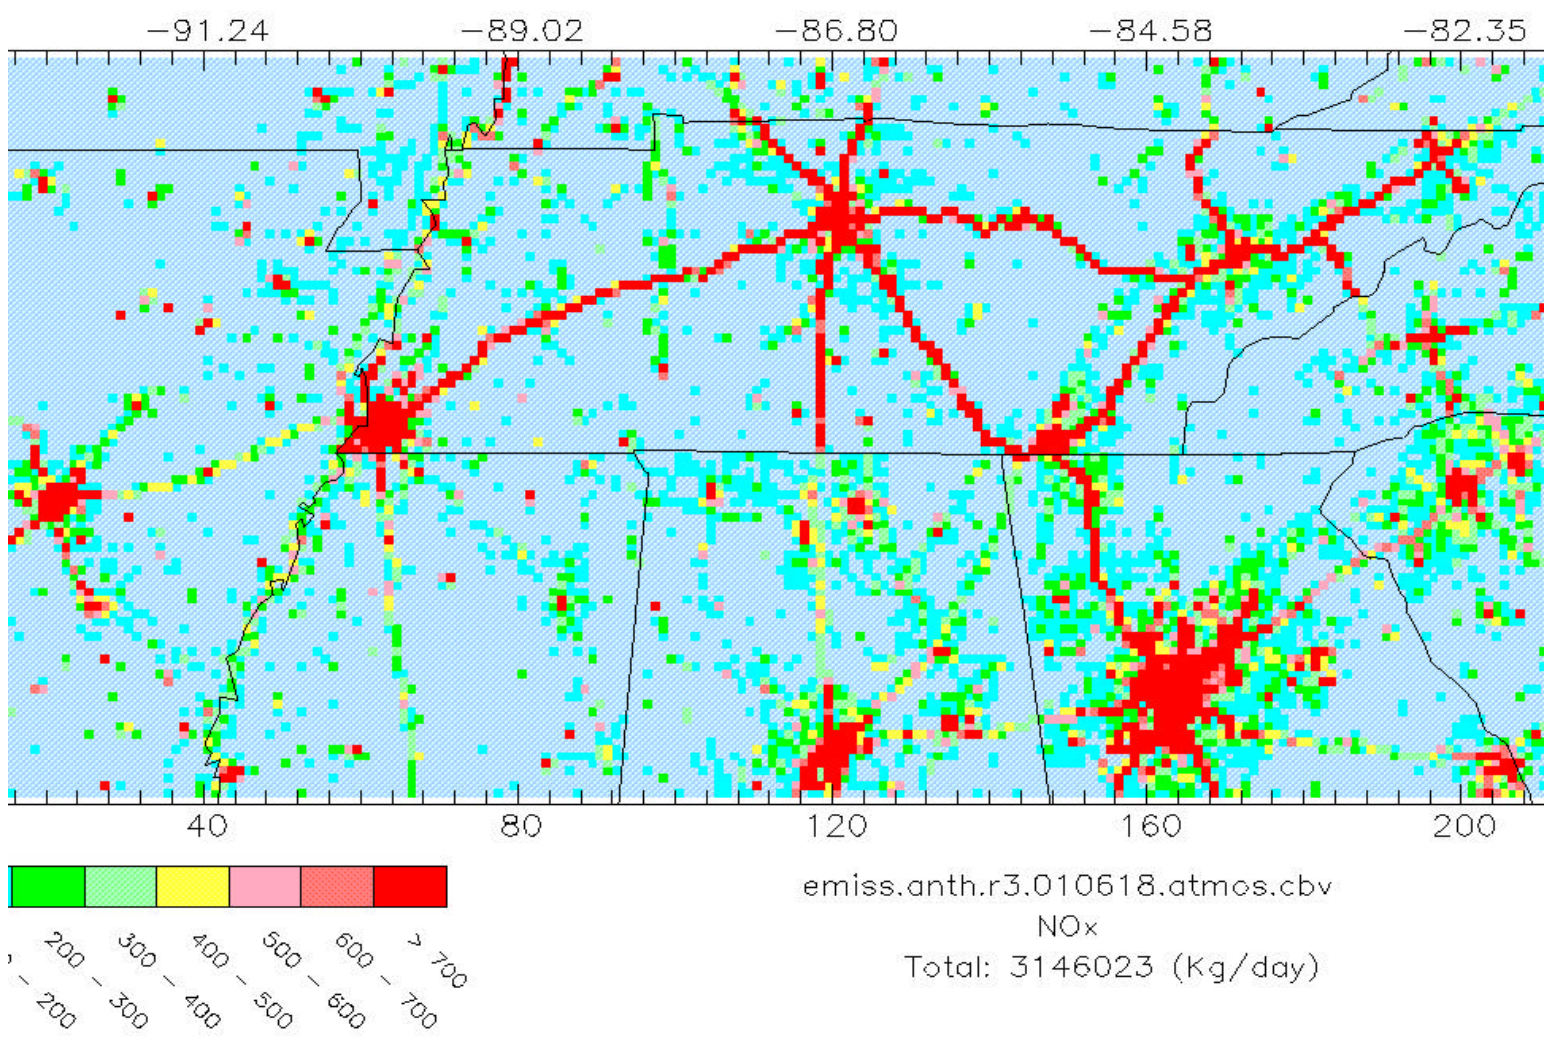 -91.24 -89.02 -86.80 -84.58 -82.35
40 80 120 160 200
emiss.anth.r3.010618.atmos.cbv
NOx
Total: 3146023 (Kg/day)
- 200
200 - 300
300 - 400
400 - 500
500 - 600
600 - 700
> 700